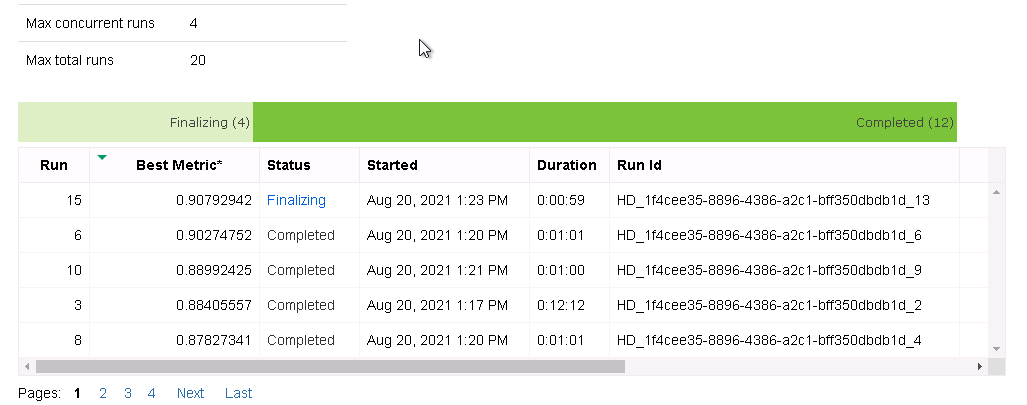 Max concurrent runs 4
Max total runs 20
Finalizing (4) Completed (12)
Run Best Metric* Status Started Duration Run Id
15 0.90792942 Finalizing Aug 20, 2021 1:23 PM 0:00:59 HD_1f4cee35-8896-4386-a2c1-bff350dbdb1d_13
6 0.90274752 Completed Aug 20, 2021 1:20 PM 0:01:01 HD_1f4cee35-8896-4386-a2c1-bff350dbdb1d_6
10 0.88992425 Completed Aug 20, 2021 1:21 PM 0:01:00 HD_1f4cee35-8896-4386-a2c1-bff350dbdb1d_9
3 0.88405557 Completed Aug 20, 2021 1:17 PM 0:12:12 HD_1f4cee35-8896-4386-a2c1-bff350dbdb1d_2
8 0.87827341 Completed Aug 20, 2021 1:20 PM 0:01:01 HD_1f4cee35-8896-4386-a2c1-bff350dbdb1d_4
Pages: 1 2 3 4 Next Last